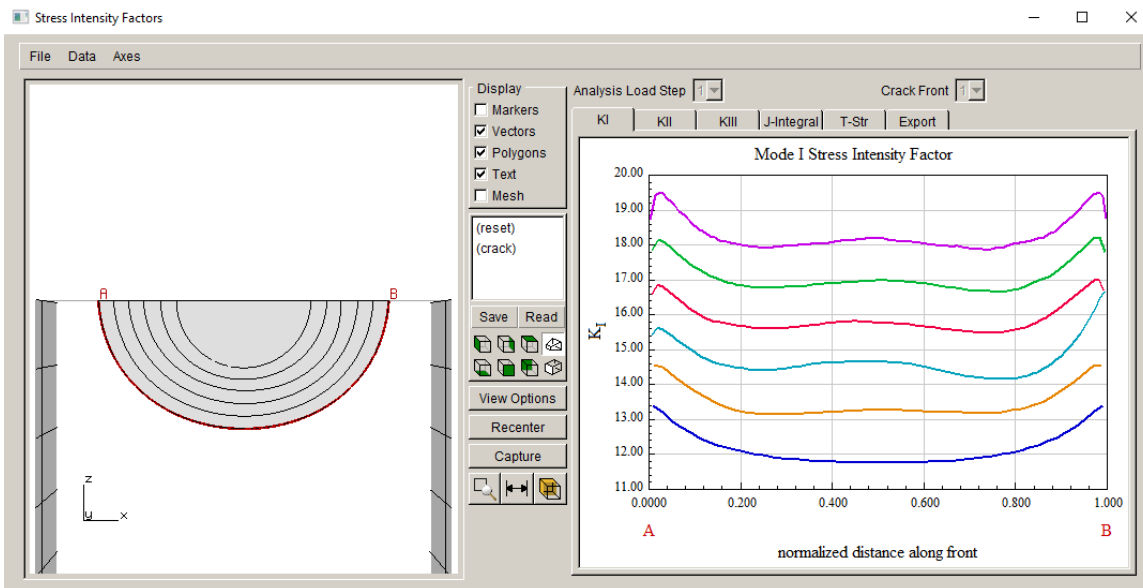 Stress Intensity Factors
File Data Axes
Display
Markers
Vectors
Polygons
Text
Mesh
(reset)
(crack)
Save Read
View Options
Recenter
Capture
A B
z
y x
Analysis Load Step 1 Crack Front 1
KI KII KIII J-Integral T-Str Export
Mode I Stress Intensity Factor
20.00
19.00
18.00
17.00
16.00
15.00
14.00
13.00
12.00
11.00
KI
0.0000 0.200 0.400 0.600 0.800 1.000
A B
normalized distance along front